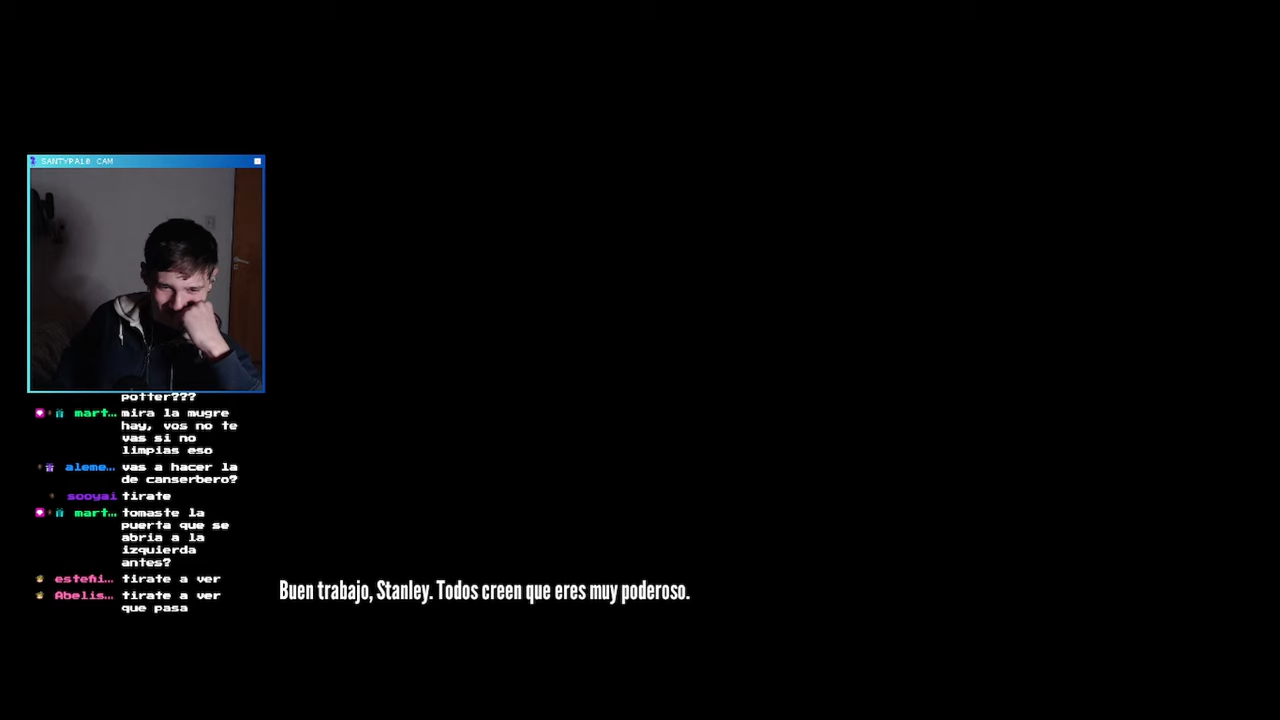 SANTYPA10 CAM
potter???
mart... mira la mugre
hay, vos no te
vas si no
limpias eso
aleme... vas a hacer la
de canserbero?
sooyai tirate
mart... tomaste la
puerta que se
abria a la
izquierda
antes?
estefi... tirate a ver
Abelis... tirate a ver
que pasa
Buen trabajo, Stanley. Todos creen que eres muy poderoso.